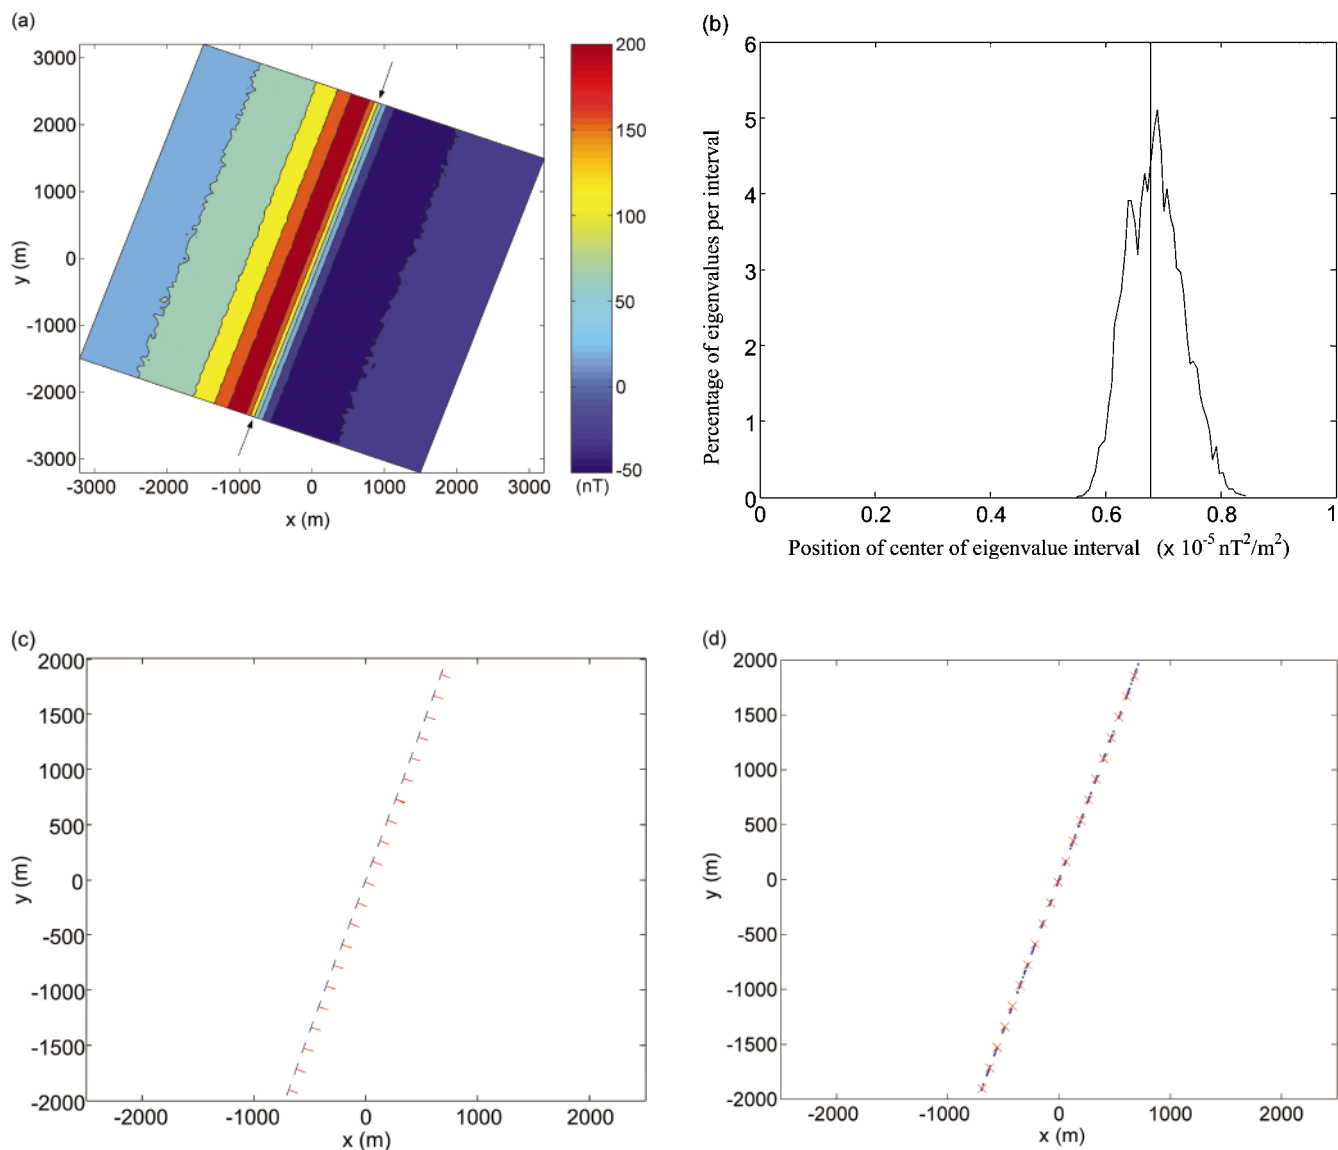 (a)
3000
2000
1000
0
-1000
-2000
-3000
y (m)
-3000 -2000 -1000 0 1000 2000 3000
x (m)
200
150
100
50
0
-50
(nT)
(b)
6
5
4
3
2
1
0
Percentage of eigenvalues per interval
0 0.2 0.4 0.6 0.8 1
Position of center of eigenvalue interval (x 10-5 nT2/m2)
(c)
2000
1500
1000
500
0
-500
-1000
-1500
-2000
y (m)
-2000 -1000 0 1000 2000
x (m)
(d)
2000
1500
1000
500
0
-500
-1000
-1500
-2000
y (m)
-2000 -1000 0 1000 2000
x (m)